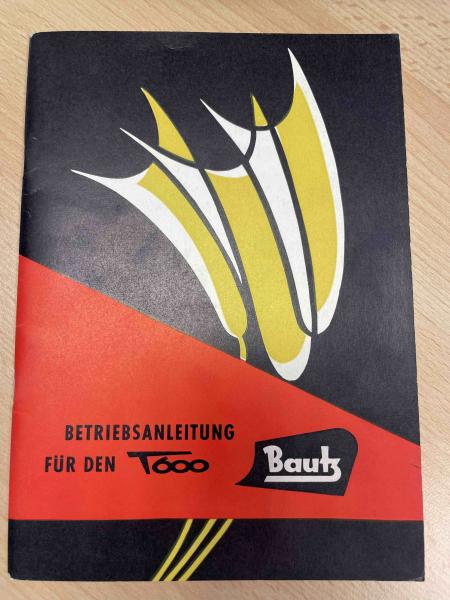 BETRIEBSANLEITUNG
FÜR DEN T600
Bautz